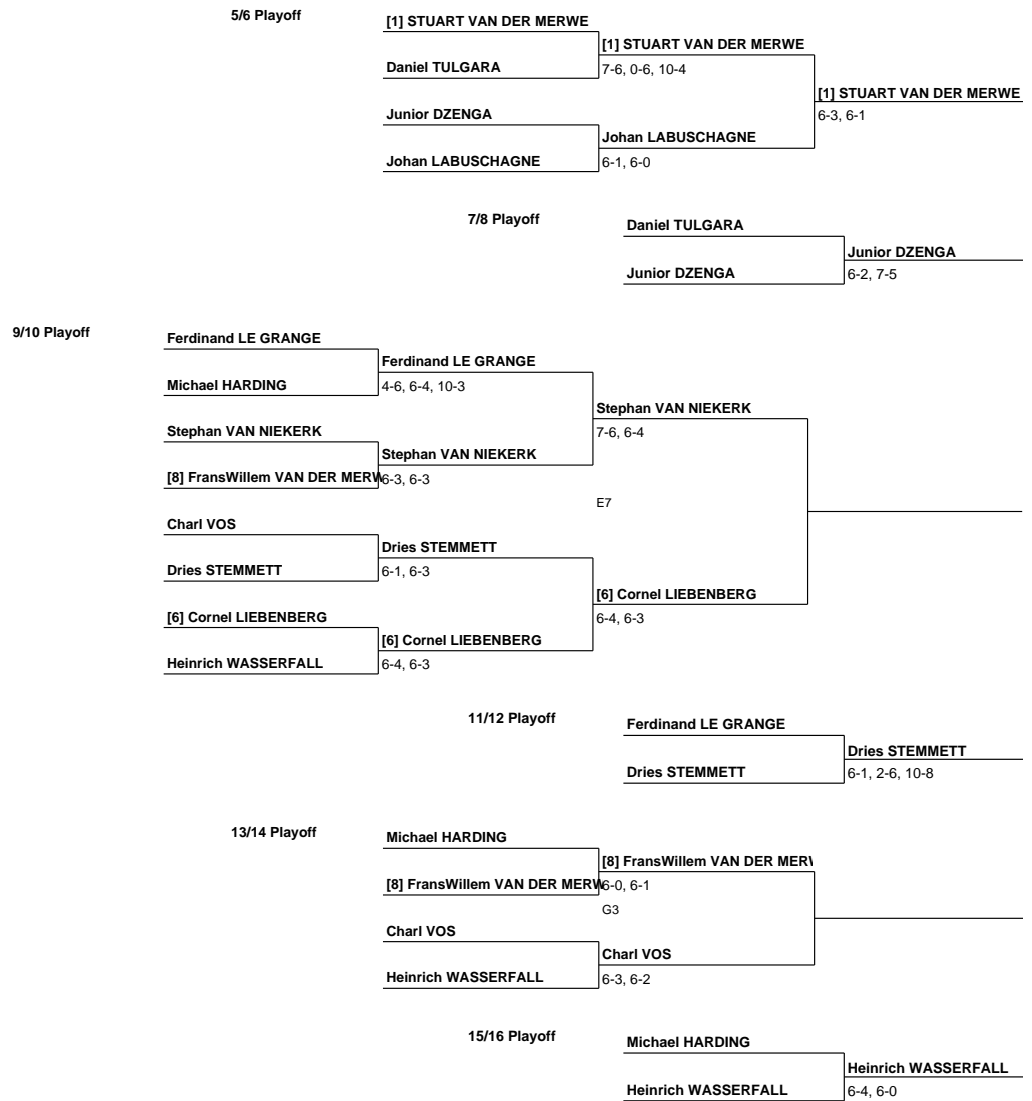 5/6 Playoff
[1] STUART VAN DER MERWE
[1] STUART VAN DER MERWE
Daniel TULGARA
7-6, 0-6, 10-4
[1] STUART VAN DER MERWE
6-3, 6-1
Junior DZENGA
Johan LABUSCHAGNE
Johan LABUSCHAGNE
6-1, 6-0
7/8 Playoff
Daniel TULGARA
Junior DZENGA
Junior DZENGA
6-2, 7-5
9/10 Playoff
Ferdinand LE GRANGE
Ferdinand LE GRANGE
Michael HARDING
4-6, 6-4, 10-3
Stephan VAN NIEKERK
7-6, 6-4
Stephan VAN NIEKERK
Stephan VAN NIEKERK
[8] FransWillem VAN DER MERW
6-3, 6-3
E7
Charl VOS
Dries STEMMETT
Dries STEMMETT
6-1, 6-3
[6] Cornel LIEBENBERG
6-4, 6-3
[6] Cornel LIEBENBERG
[6] Cornel LIEBENBERG
Heinrich WASSERFALL
6-4, 6-3
11/12 Playoff
Ferdinand LE GRANGE
Dries STEMMETT
Dries STEMMETT
6-1, 2-6, 10-8
13/14 Playoff
Michael HARDING
[8] FransWillem VAN DER MER
[8] FransWillem VAN DER MERW
6-0, 6-1
G3
Charl VOS
Charl VOS
Heinrich WASSERFALL
6-3, 6-2
15/16 Playoff
Michael HARDING
Heinrich WASSERFALL
Heinrich WASSERFALL
6-4, 6-0